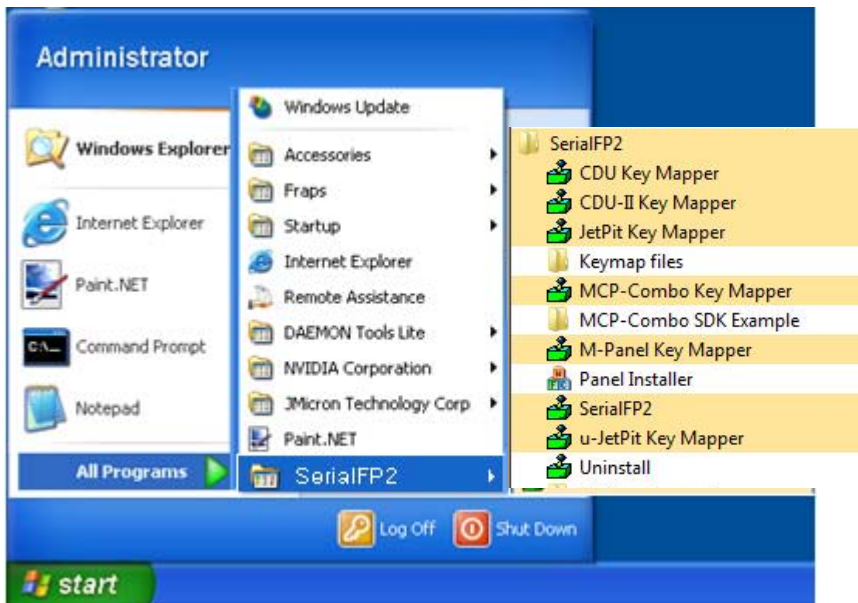 Administrator
Windows Explorer
Internet Explorer
Paint.NET
C:\_
Command Prompt
Notepad
All Programs
Windows Update
Accessories
Fraps
Startup
Internet Explorer
Remote Assistance
DAEMON Tools Lite
NVIDIA Corporation
JMicron Technology Corp
Paint.NET
SerialFP2
SerialFP2
CDU Key Mapper
CDU-II Key Mapper
JetPit Key Mapper
Keymap files
MCP-Combo Key Mapper
MCP-Combo SDK Example
M-Panel Key Mapper
Panel Installer
SerialFP2
u-JetPit Key Mapper
Uninstall
Log Off
Shut Down
start